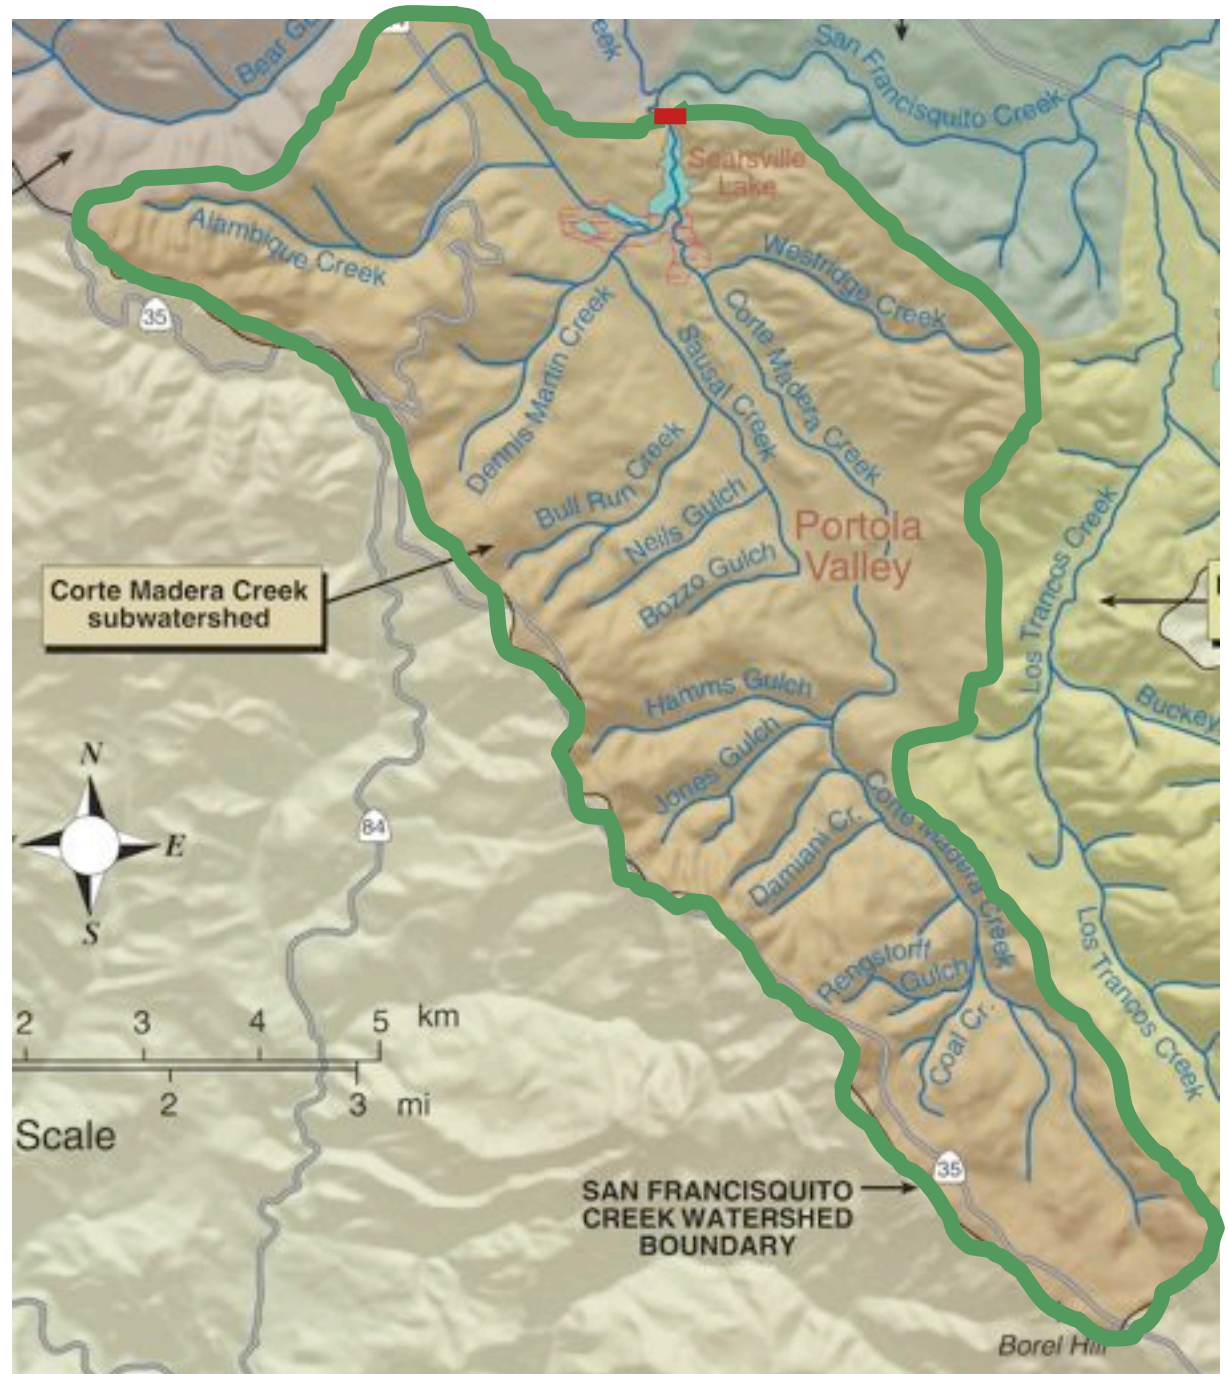 Bear
eek
San Francisquito Creek
Searsville
Lake
Alambique Creek
Westridge Creek
35
Dennis Martin Creek
Sausal Creek
Corte Madera Creek
Bull Run Creek
Neils Gulch
Bozzo Gulch
Portola
Valley
Corte Madera Creek
subwatershed
Los Trancos Creek
Buckey
Hamms Gulch
Jones Gulch
Damiani Cr.
Corte Madera Creek
N
E
S
84
Rengstorff
Gulch
Coal Cr.
Los Trancos Creek
2 3 4 5 km
2 3 mi
Scale
35
SAN FRANCISQUITO
CREEK WATERSHED
BOUNDARY
Borel Hill